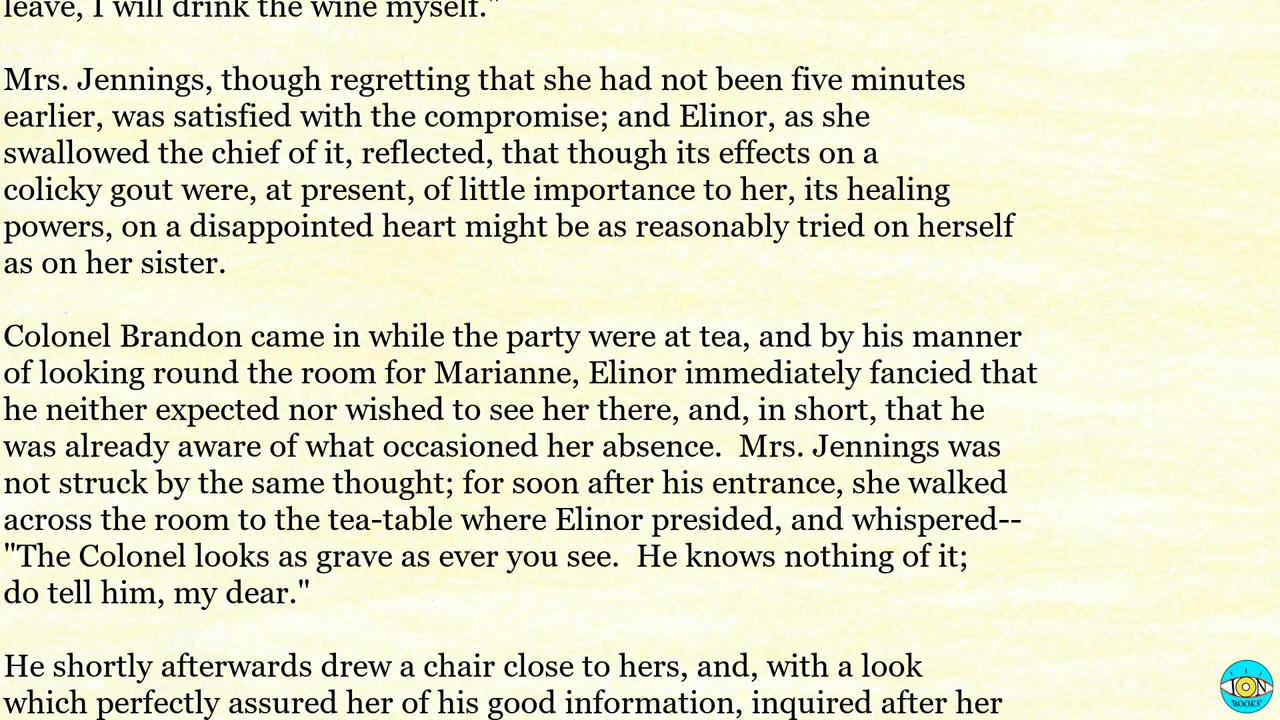 leave, I will drink the wine myself."
Mrs. Jennings, though regretting that she had not been five minutes
earlier, was satisfied with the compromise; and Elinor, as she
swallowed the chief of it, reflected, that though its effects on a
colicky gout were, at present, of little importance to her, its healing
powers, on a disappointed heart might be as reasonably tried on herself
as on her sister.
Colonel Brandon came in while the party were at tea, and by his manner
of looking round the room for Marianne, Elinor immediately fancied that
he neither expected nor wished to see her there, and, in short, that he
was already aware of what occasioned her absence.  Mrs. Jennings was
not struck by the same thought; for soon after his entrance, she walked
across the room to the tea-table where Elinor presided, and whispered--
"The Colonel looks as grave as ever you see.  He knows nothing of it;
do tell him, my dear."
He shortly afterwards drew a chair close to hers, and, with a look
which perfectly assured her of his good information, inquired after her
ION
BOOKS